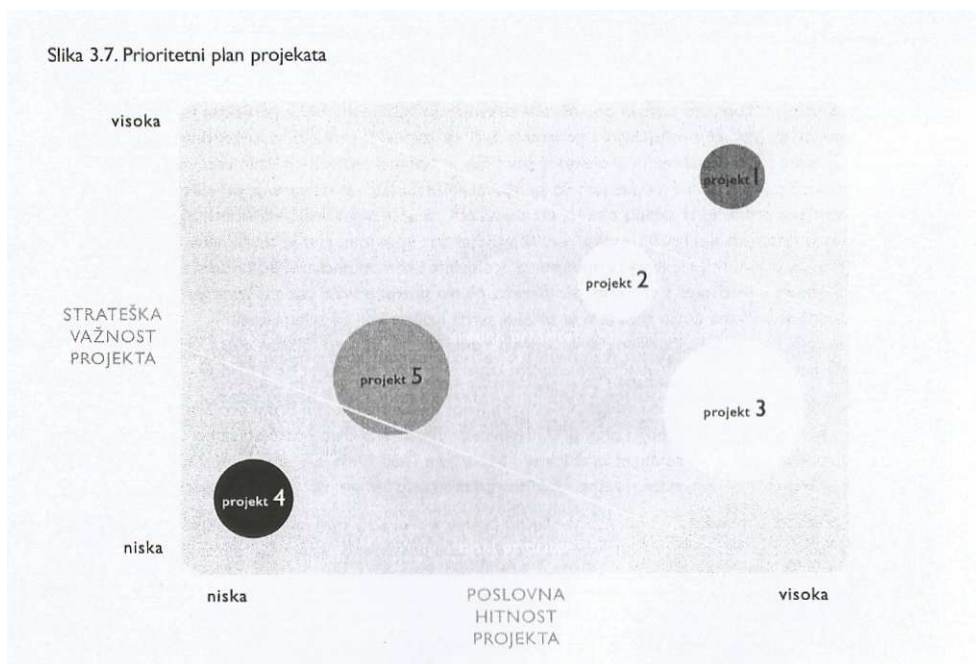 Slika 3.7. Prioritetni plan projekata
visoka
projekt 1
projekt 2
STRATEŠKA
VAŽNOST
PROJEKTA
projekt 5
projekt 3
projekt 4
niska
niska
POSLOVNA
HITNOST
PROJEKTA
visoka